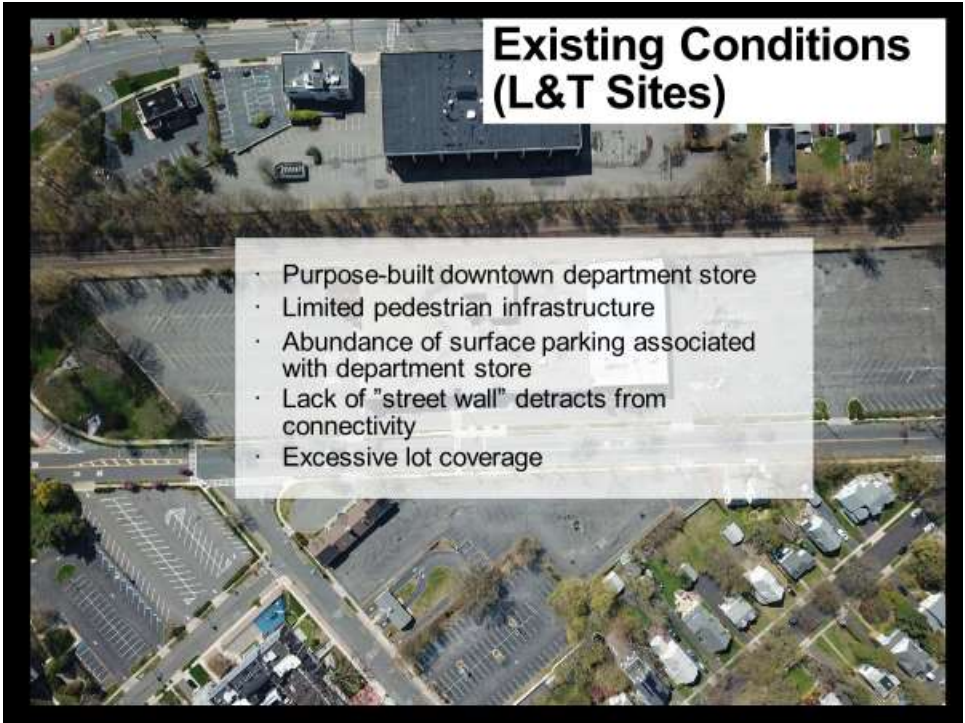 Existing Conditions
(L&T Sites)
· Purpose-built downtown department store
· Limited pedestrian infrastructure
· Abundance of surface parking associated
with department store
· Lack of ”street wall” detracts from
connectivity
· Excessive lot coverage